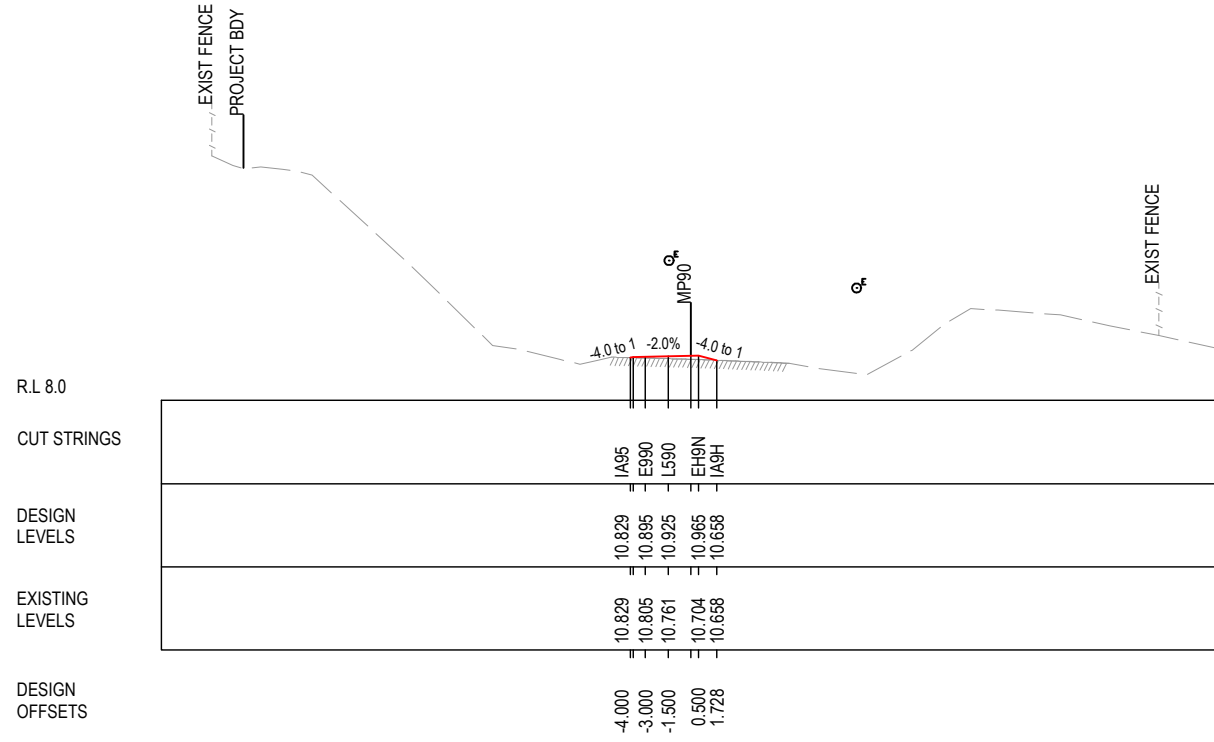 EXIST FENCE
PROJECT BDY
EXIST FENCE
E
E
MP90
-4.0 to 1
-2.0%
-4.0 to 1
R.L 8.0
CUT STRINGS
IA95
E990
L590
EH9N
IA9H
DESIGN
LEVELS
10.829
10.895
10.925
10.965
10.658
EXISTING
LEVELS
10.829
10.805
10.761
10.704
10.658
DESIGN
OFFSETS
-4.000
-3.000
-1.500
0.500
1.728